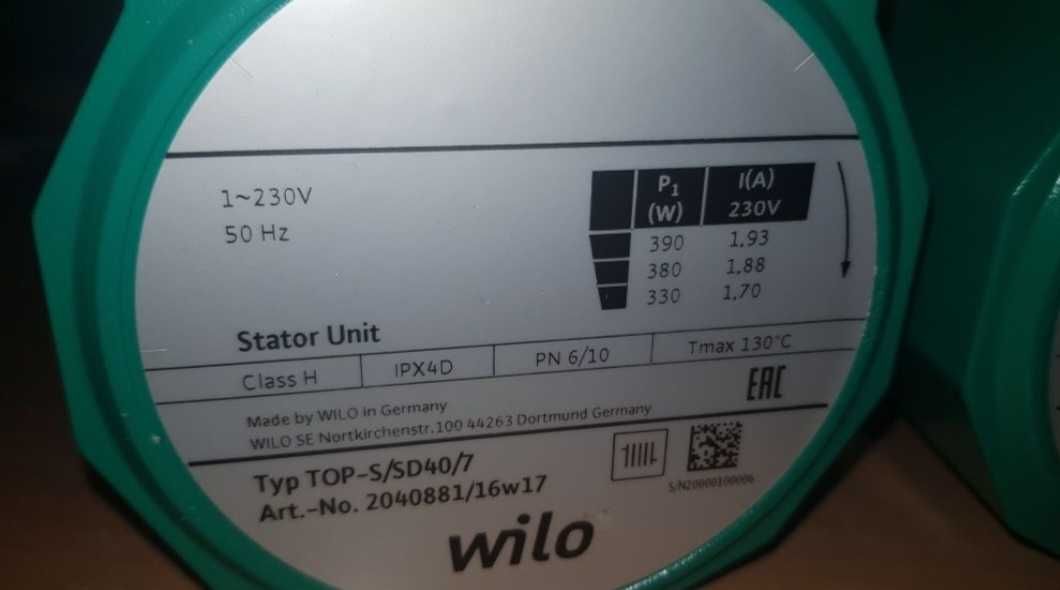 1~230V
50 Hz
P1 (W) I(A) 230V
390 1,93
380 1,88
330 1,70
Stator Unit
Class H IPX4D PN 6/10 Tmax 130°C
EAC
Made by WILO in Germany
WILO SE Nortkirchenstr.100 44263 Dortmund Germany
Typ TOP-S/SD40/7
Art.-No. 2040881/16w17
S/N20000100006
wilo